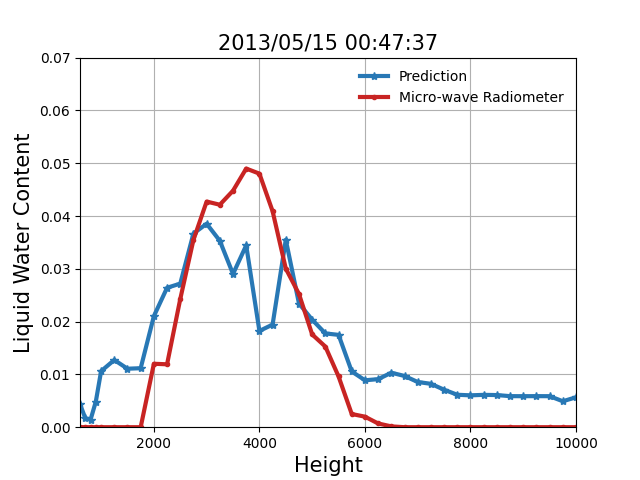 2013/05/15 00:47:37
Prediction
Micro-wave Radiometer
Liquid Water Content
0.07
0.06
0.05
0.04
0.03
0.02
0.01
0.00
2000 4000 6000 8000 10000
Height